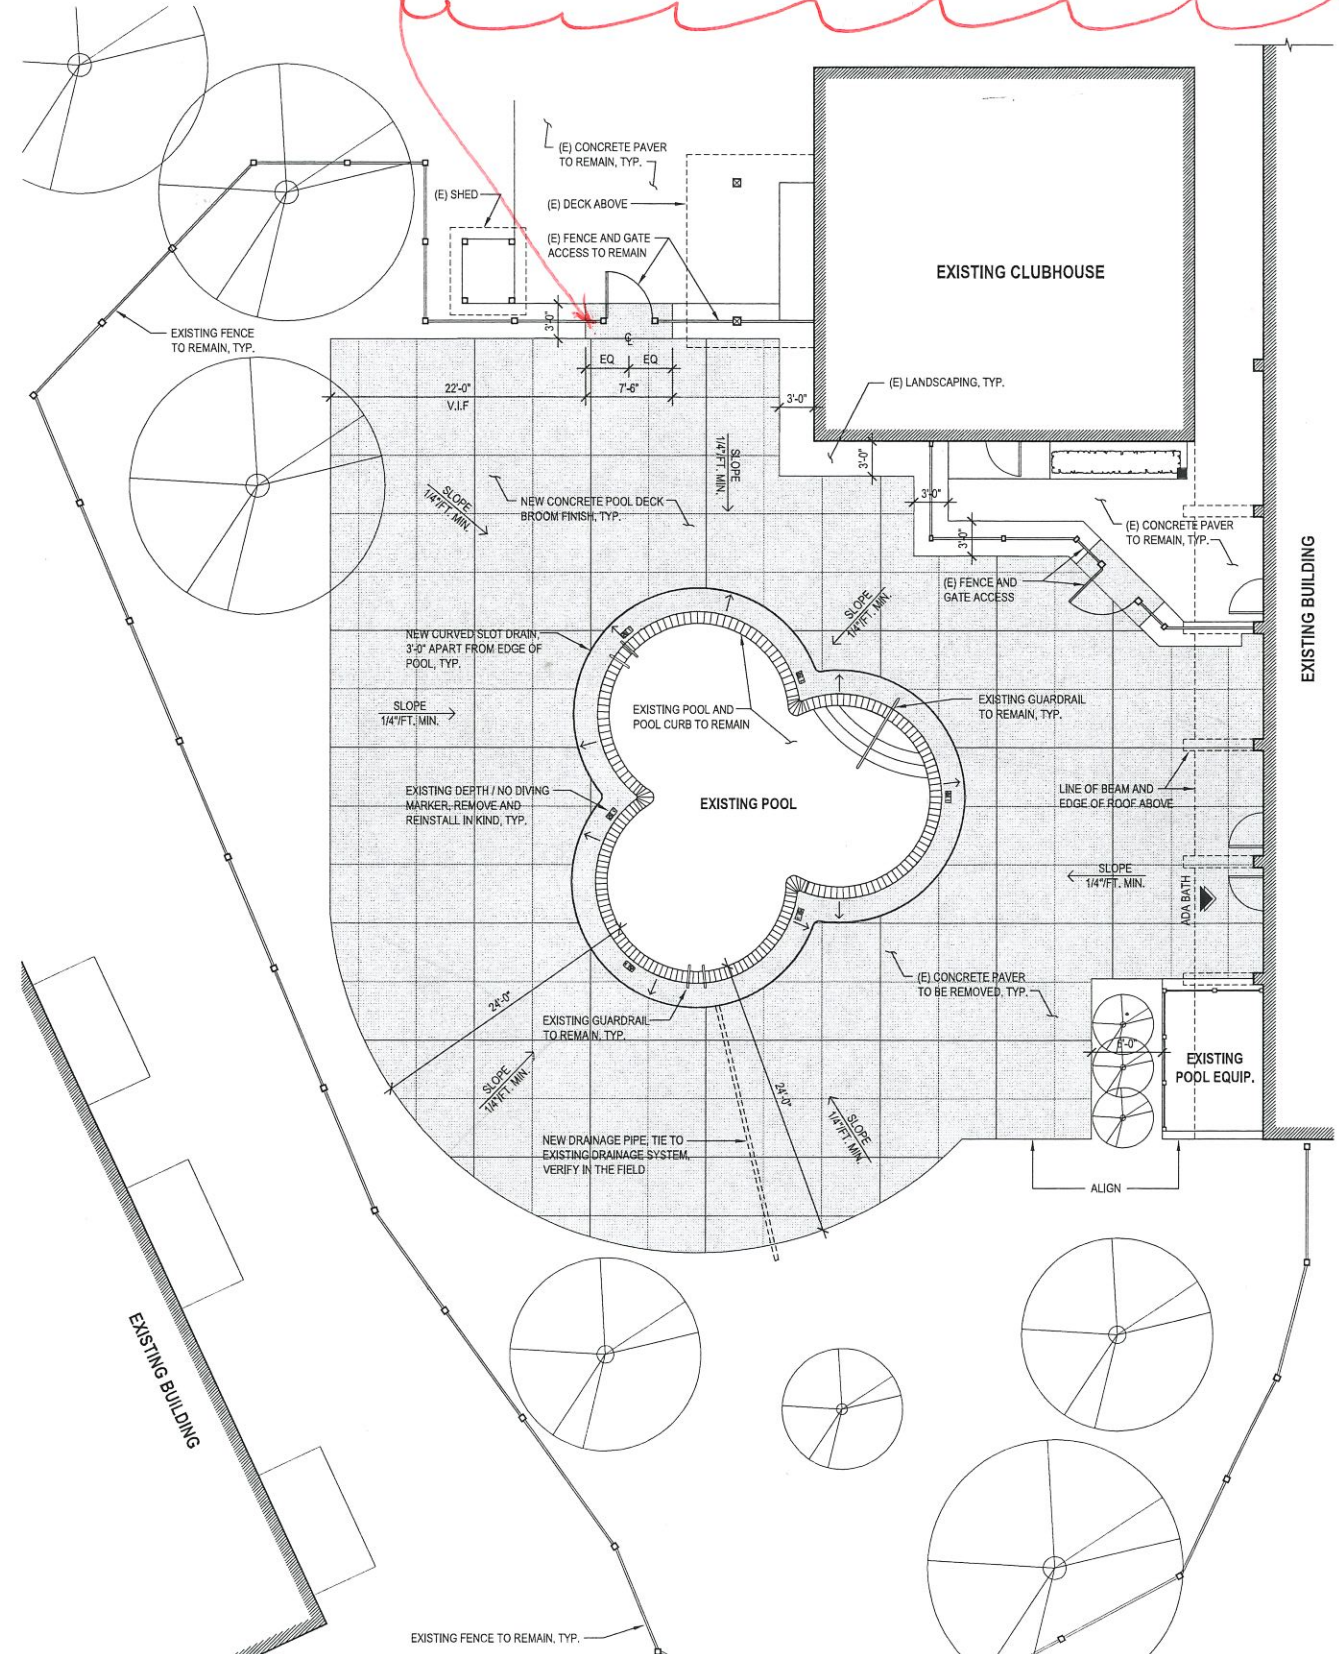 (E) CONCRETE PAVER
TO REMAIN, TYP.
(E) SHED
(E) DECK ABOVE
(E) FENCE AND GATE
ACCESS TO REMAIN
EXISTING CLUBHOUSE
EXISTING FENCE
TO REMAIN, TYP.
3'-0"
EQ
EQ
22'-0"
V.I.F
7'-6"
3'-0"
(E) LANDSCAPING, TYP.
3'-0"
SLOPE
1/4"/FT. MIN.
SLOPE
1/4"/FT. MIN.
NEW CONCRETE POOL DECK
BROOM FINISH, TYP.
3'-0"
3'-0"
(E) CONCRETE PAVER
TO REMAIN, TYP.
(E) FENCE AND
GATE ACCESS
EXISTING BUILDING
SLOPE
1/4"/FT. MIN.
NEW CURVED SLOT DRAIN,
3'-0" APART FROM EDGE OF
POOL, TYP.
SLOPE
1/4"/FT. MIN.
EXISTING POOL AND
POOL CURB TO REMAIN
EXISTING GUARDRAIL
TO REMAIN, TYP.
EXISTING DEPTH / NO DIVING
MARKER, REMOVE AND
REINSTALL IN KIND, TYP.
EXISTING POOL
LINE OF BEAM AND
EDGE OF ROOF ABOVE
SLOPE
1/4"/FT. MIN.
ADA BATH
(E) CONCRETE PAVER
TO BE REMOVED, TYP.
24'-0"
EXISTING GUARDRAIL
TO REMAIN, TYP.
EXISTING
POOL EQUIP.
SLOPE
1/4"/FT. MIN.
24'-0"
SLOPE
1/4"/FT. MIN.
NEW DRAINAGE PIPE, TIE TO
EXISTING DRAINAGE SYSTEM,
VERIFY IN THE FIELD
ALIGN
EXISTING BUILDING
EXISTING FENCE TO REMAIN, TYP.